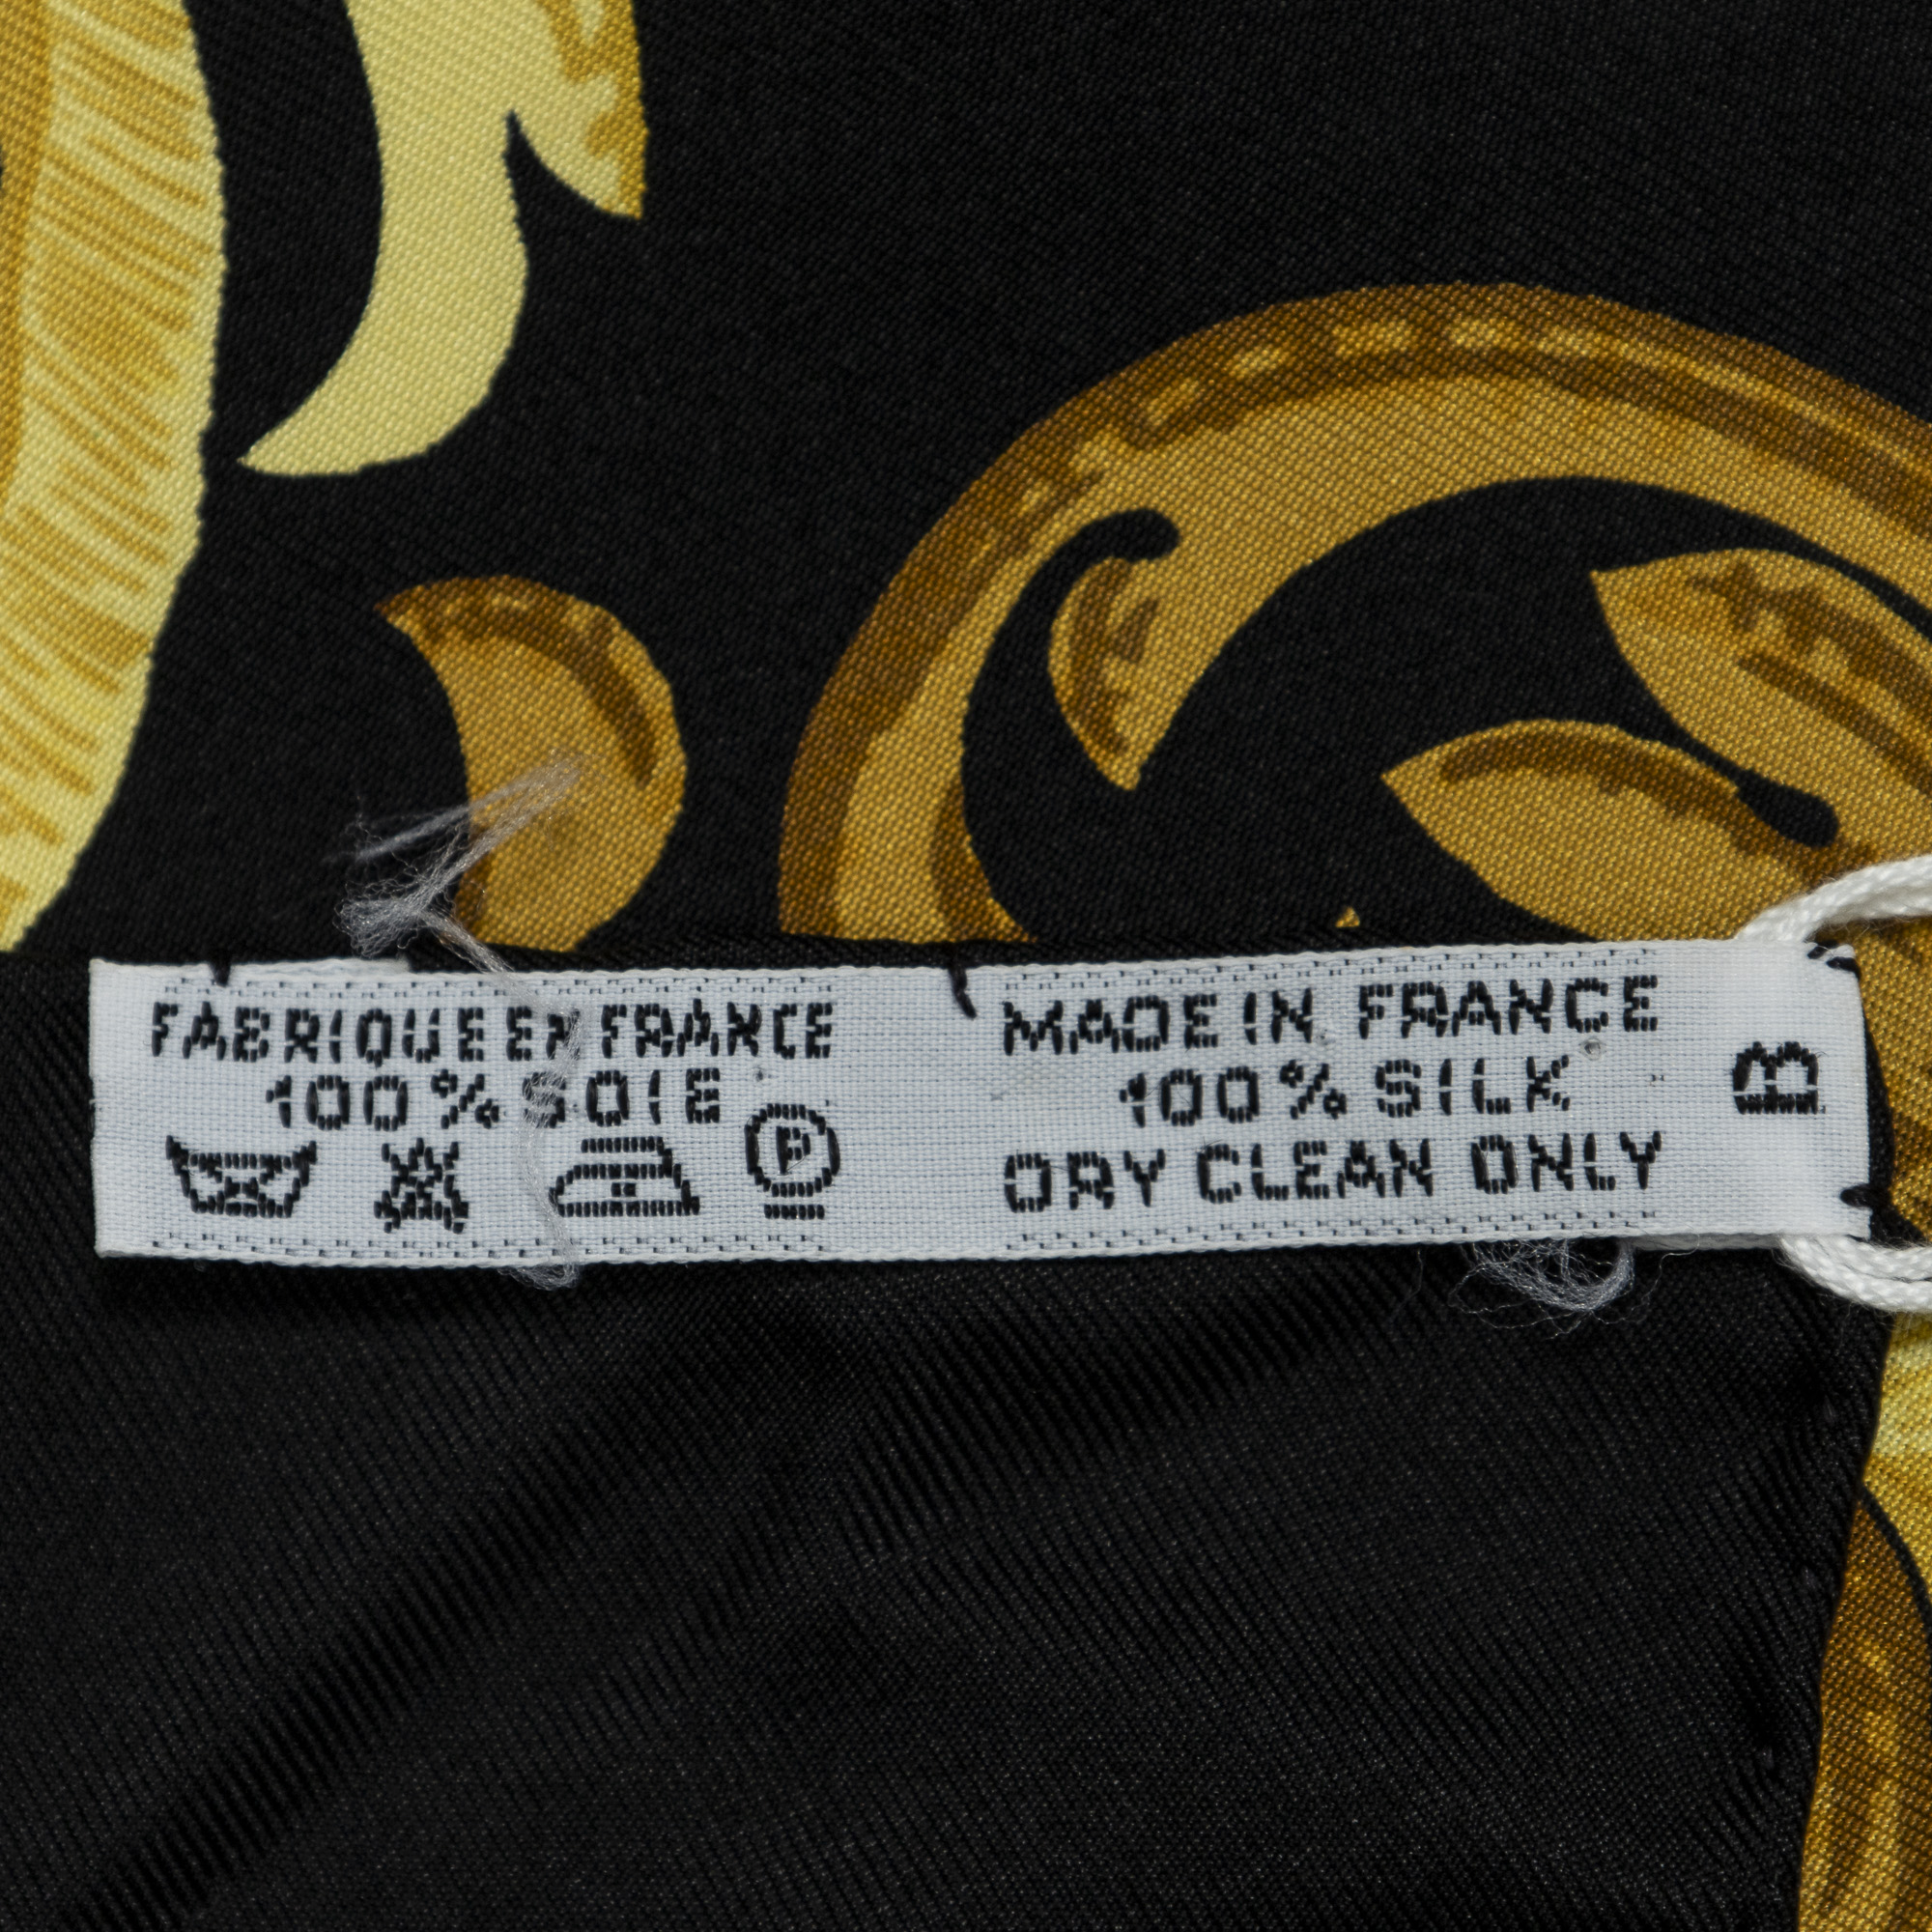 FABRIQUE EN FRANCE
100% SOIE
P
MADE IN FRANCE
100% SILK
DRY CLEAN ONLY
B